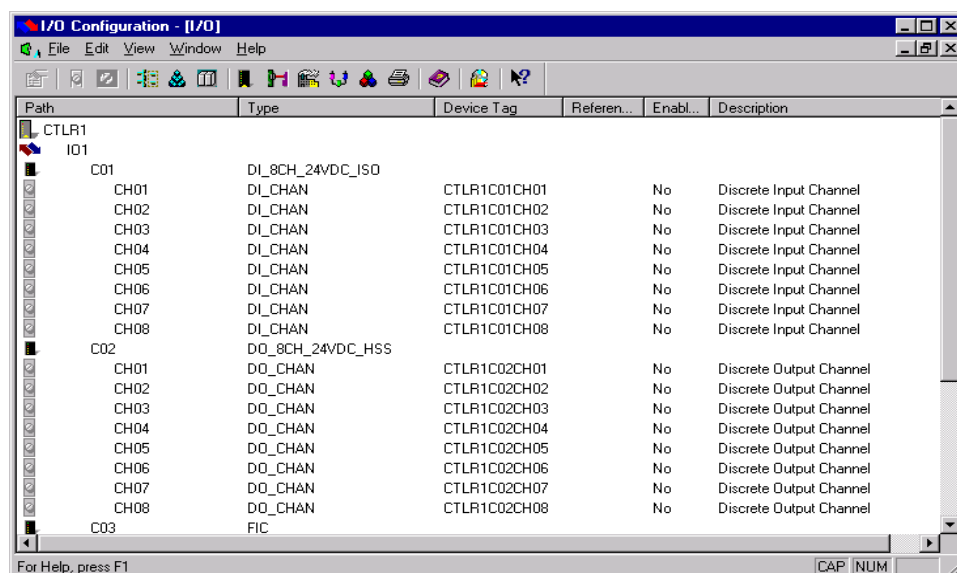 I/O Configuration - [I/O]
File Edit View Window Help
Path Type Device Tag Referen... Enabl... Description
CTLR1
IO1
C01 DI_8CH_24VDC_ISO
CH01 DI_CHAN CTLR1C01CH01 No Discrete Input Channel
CH02 DI_CHAN CTLR1C01CH02 No Discrete Input Channel
CH03 DI_CHAN CTLR1C01CH03 No Discrete Input Channel
CH04 DI_CHAN CTLR1C01CH04 No Discrete Input Channel
CH05 DI_CHAN CTLR1C01CH05 No Discrete Input Channel
CH06 DI_CHAN CTLR1C01CH06 No Discrete Input Channel
CH07 DI_CHAN CTLR1C01CH07 No Discrete Input Channel
CH08 DI_CHAN CTLR1C01CH08 No Discrete Input Channel
C02 DO_8CH_24VDC_HSS
CH01 DO_CHAN CTLR1C02CH01 No Discrete Output Channel
CH02 DO_CHAN CTLR1C02CH02 No Discrete Output Channel
CH03 DO_CHAN CTLR1C02CH03 No Discrete Output Channel
CH04 DO_CHAN CTLR1C02CH04 No Discrete Output Channel
CH05 DO_CHAN CTLR1C02CH05 No Discrete Output Channel
CH06 DO_CHAN CTLR1C02CH06 No Discrete Output Channel
CH07 DO_CHAN CTLR1C02CH07 No Discrete Output Channel
CH08 DO_CHAN CTLR1C02CH08 No Discrete Output Channel
C03 FIC
For Help, press F1 CAP NUM